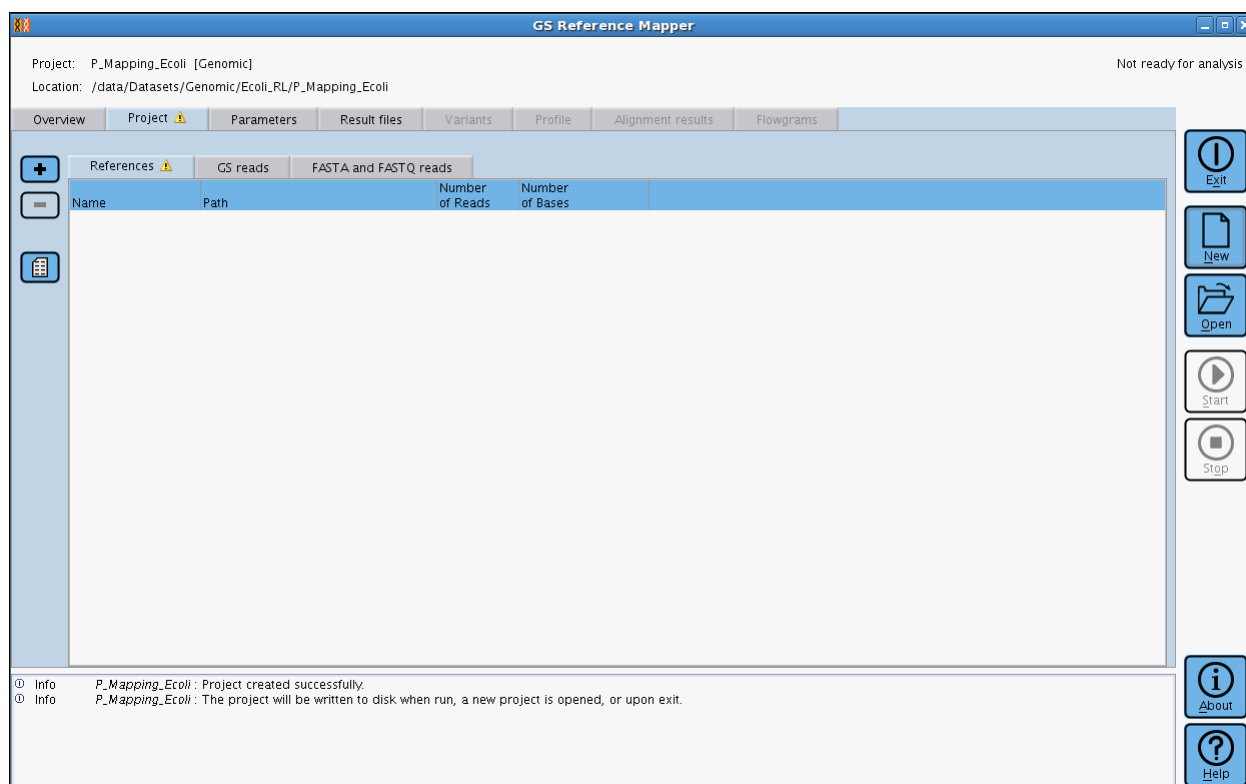 GS Reference Mapper
Project: P_Mapping_Ecoli [Genomic]
Not ready for analysis
Location: /data/Datasets/Genomic/Ecoli_RL/P_Mapping_Ecoli
Overview Project Parameters Result files Variants Profile Alignment results Flowgrams
References GS reads FASTA and FASTQ reads
Name Path Number of Reads Number of Bases
Exit
New
Open
Start
Stop
Info P_Mapping_Ecoli : Project created successfully.
Info P_Mapping_Ecoli : The project will be written to disk when run, a new project is opened, or upon exit.
About
Help